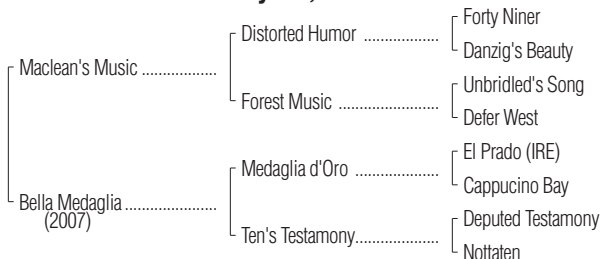 Forty Niner
Distorted Humor ..................
Danzig's Beauty
Maclean's Music .................
Unbridled's Song
Forest Music ........................
Defer West
El Prado (IRE)
Medaglia d'Oro ....................
Cappucino Bay
Bella Medaglia .....................
(2007)
Deputed Testamony
Ten's Testamony....................
Nottaten